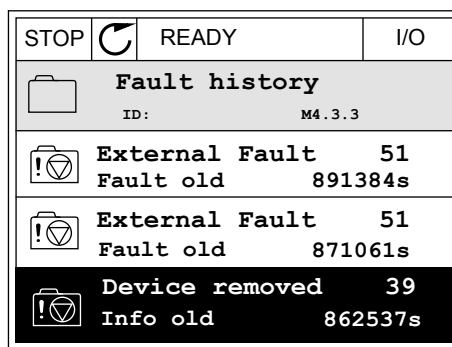 STOP READY I/O
Fault history
ID: M4.3.3
External Fault 51
Fault old 891384s
External Fault 51
Fault old 871061s
Device removed 39
Info old 862537s